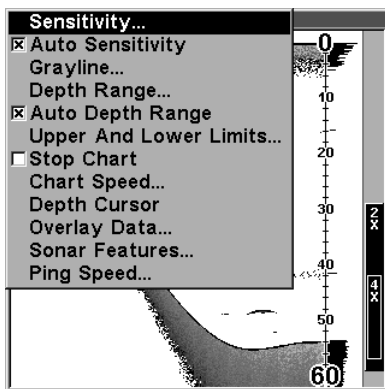 Sensitivity...
Auto Sensitivity
Grayline...
Depth Range...
Auto Depth Range
Upper And Lower Limits...
Stop Chart
Chart Speed...
Depth Cursor
Overlay Data...
Sonar Features...
Ping Speed...
0
10
20
30
40
50
60
2x
4x